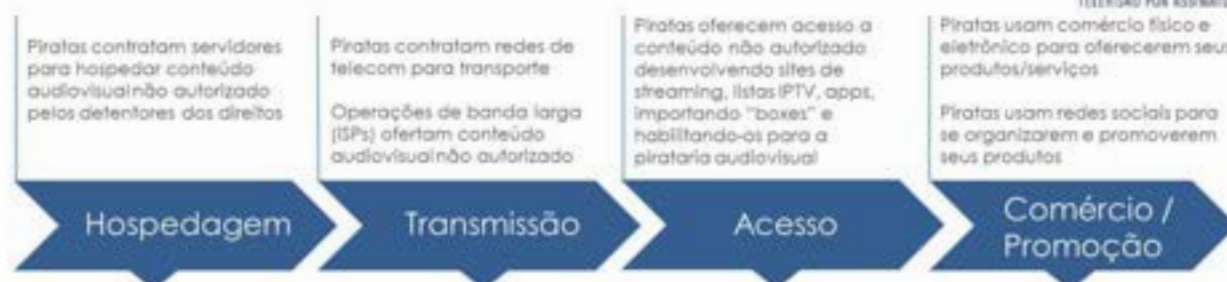 TELEVISÃO POR ASSINATURA
Piratas contratam servidores
para hospedar conteúdo
audiovisual não autorizado
pelos detentores dos direitos
Piratas contratam redes de
telecom para transporte
Operações de banda larga
(ISPs) ofertam conteúdo
audiovisual não autorizado
Piratas oferecem acesso a
conteúdo não autorizado
desenvolvendo sites de
streaming, listas IPTV, apps,
importando "boxes" e
habilitando-os para a
pirataria audiovisual
Piratas usam comércio físico e
eletrônico para oferecerem seus
produtos/serviços
Piratas usam redes sociais para
se organizarem e promoverem
seus produtos
Hospedagem
Transmissão
Acesso
Comércio /
Promoção